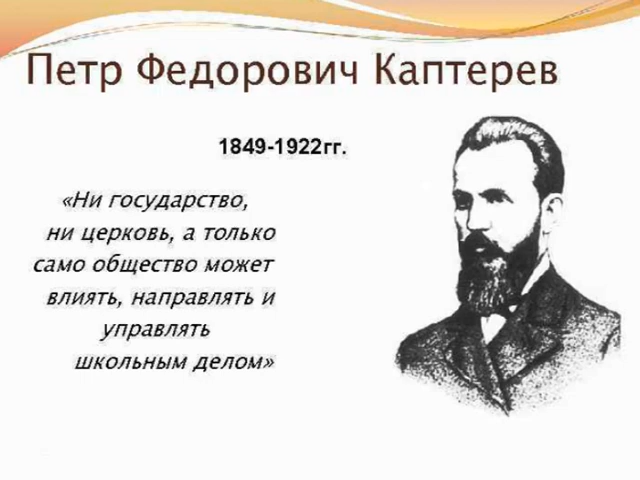 Петр Федорович Каптерев
1849-1922гг.
«Ни государство,
ни церковь, а только
само общество может
влиять, направлять и
управлять
школьным делом»